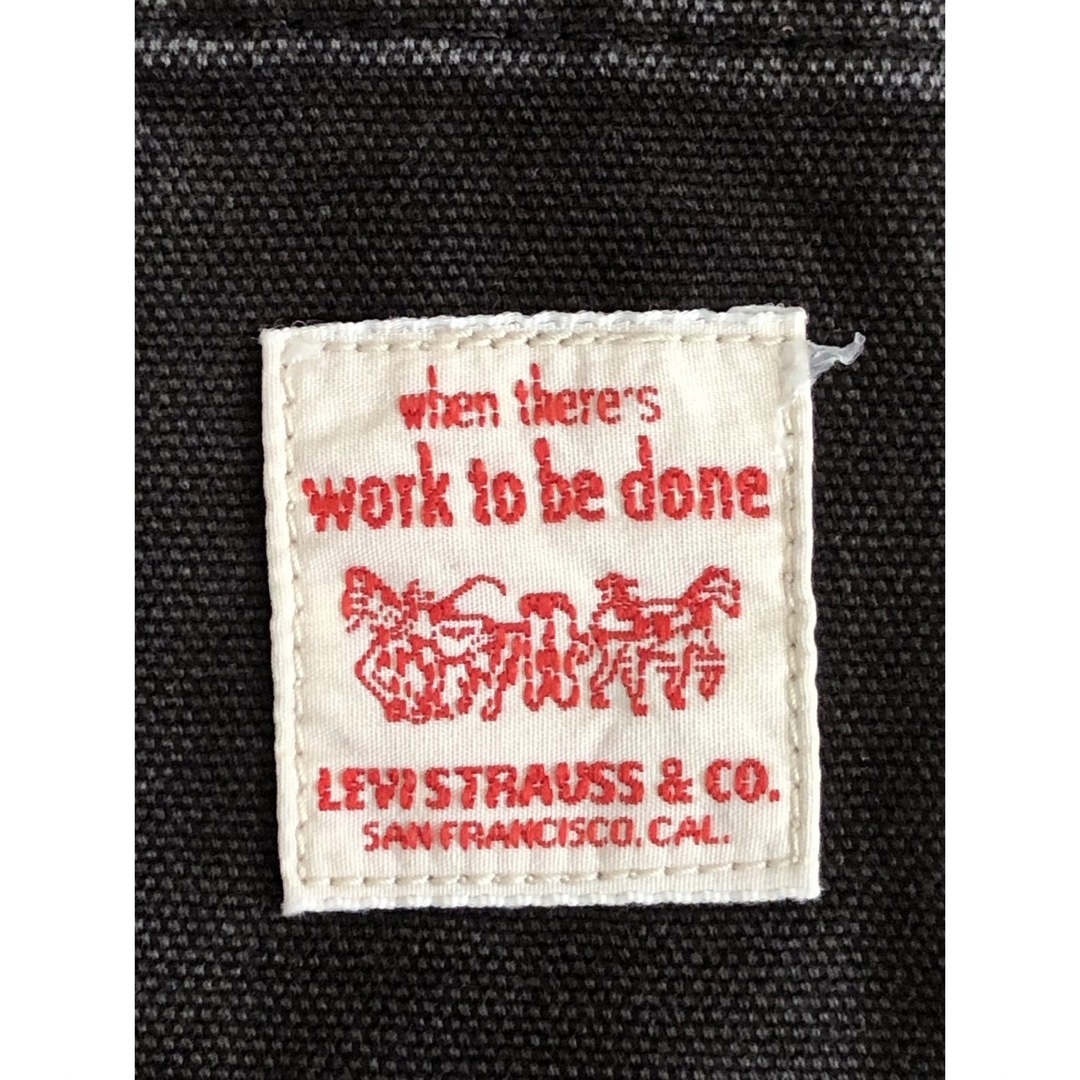 when there's
work to be done
LEVI STRAUSS & CO.
SAN FRANCISCO, CAL.